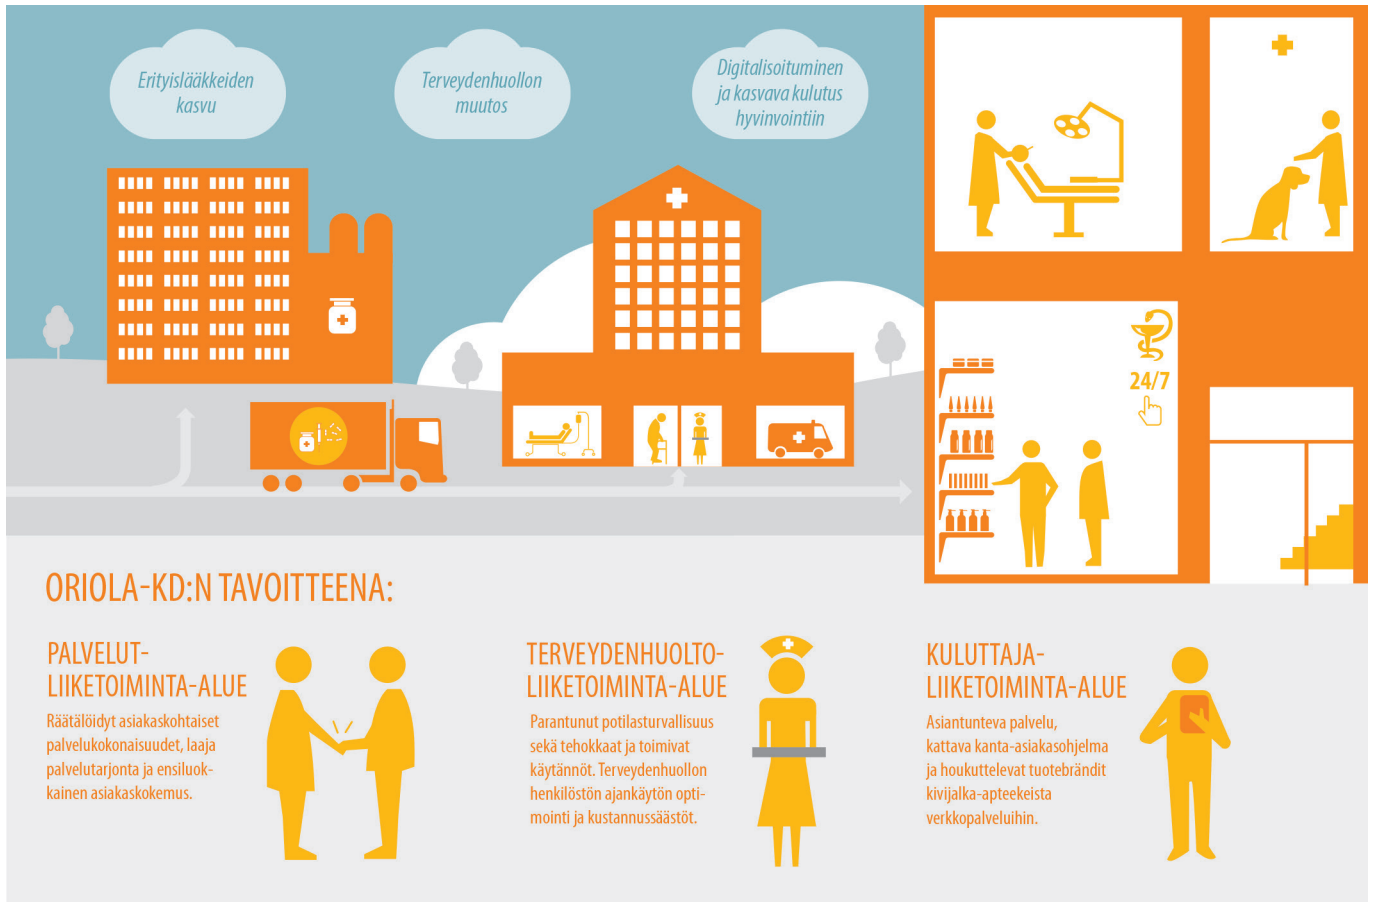 Erityislääkkeiden
kasvu
Terveydenhuollon
muutos
Digitalisoituminen
ja kasvava kulutus
hyvinvointiin
24/7
ORIOLA-KD:N TAVOITTEENA:
PALVELUT-
LIIKETOIMINTA-ALUE
Räätälöidyt asiakaskohtaiset
palvelukokonaisuudet, laaja
palvelutarjonta ja ensiluok-
kainen asiakaskokemus.
TERVEYDENHUOLTO-
LIIKETOIMINTA-ALUE
Parantunut potilasturvallisuus
sekä tehokkaat ja toimivat
käytännöt. Terveydenhuollon
henkilöstön ajankäytön opti-
mointi ja kustannussäästöt.
KULUTTAJA-
LIIKETOIMINTA-ALUE
Asiantunteva palvelu,
kattava kanta-asiakasohjelma
ja houkuttelevat tuotebrändit
kivijalka-apteekeista
verkkopalveluihin.